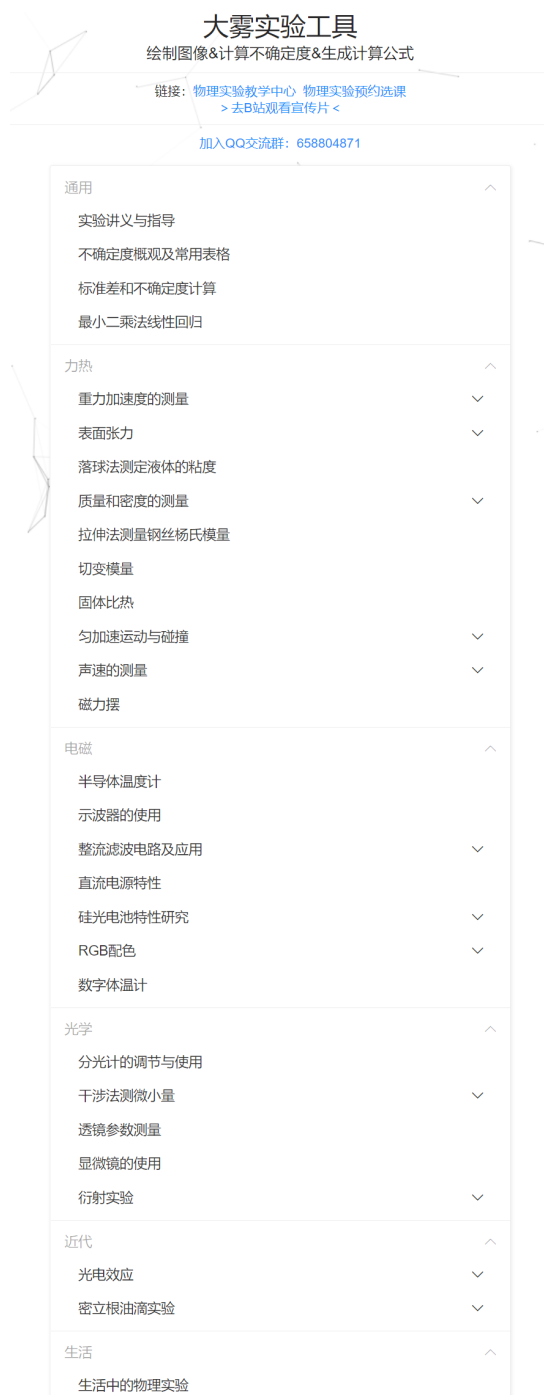 大雾实验工具
绘制图像&计算不确定度&生成计算公式
链接：物理实验教学中心 物理实验预约选课
> 去B站观看宣传片 <
加入QQ交流群：658804871
通用
实验讲义与指导
不确定度概观及常用表格
标准差和不确定度计算
最小二乘法线性回归
力热
重力加速度的测量
表面张力
落球法测定液体的粘度
质量和密度的测量
拉伸法测量钢丝杨氏模量
切变模量
固体比热
匀加速运动与碰撞
声速的测量
磁力摆
电磁
半导体温度计
示波器的使用
整流滤波电路及应用
直流电源特性
硅光电池特性研究
RGB配色
数字体温计
光学
分光计的调节与使用
干涉法测微小量
透镜参数测量
显微镜的使用
衍射实验
近代
光电效应
密立根油滴实验
生活
生活中的物理实验